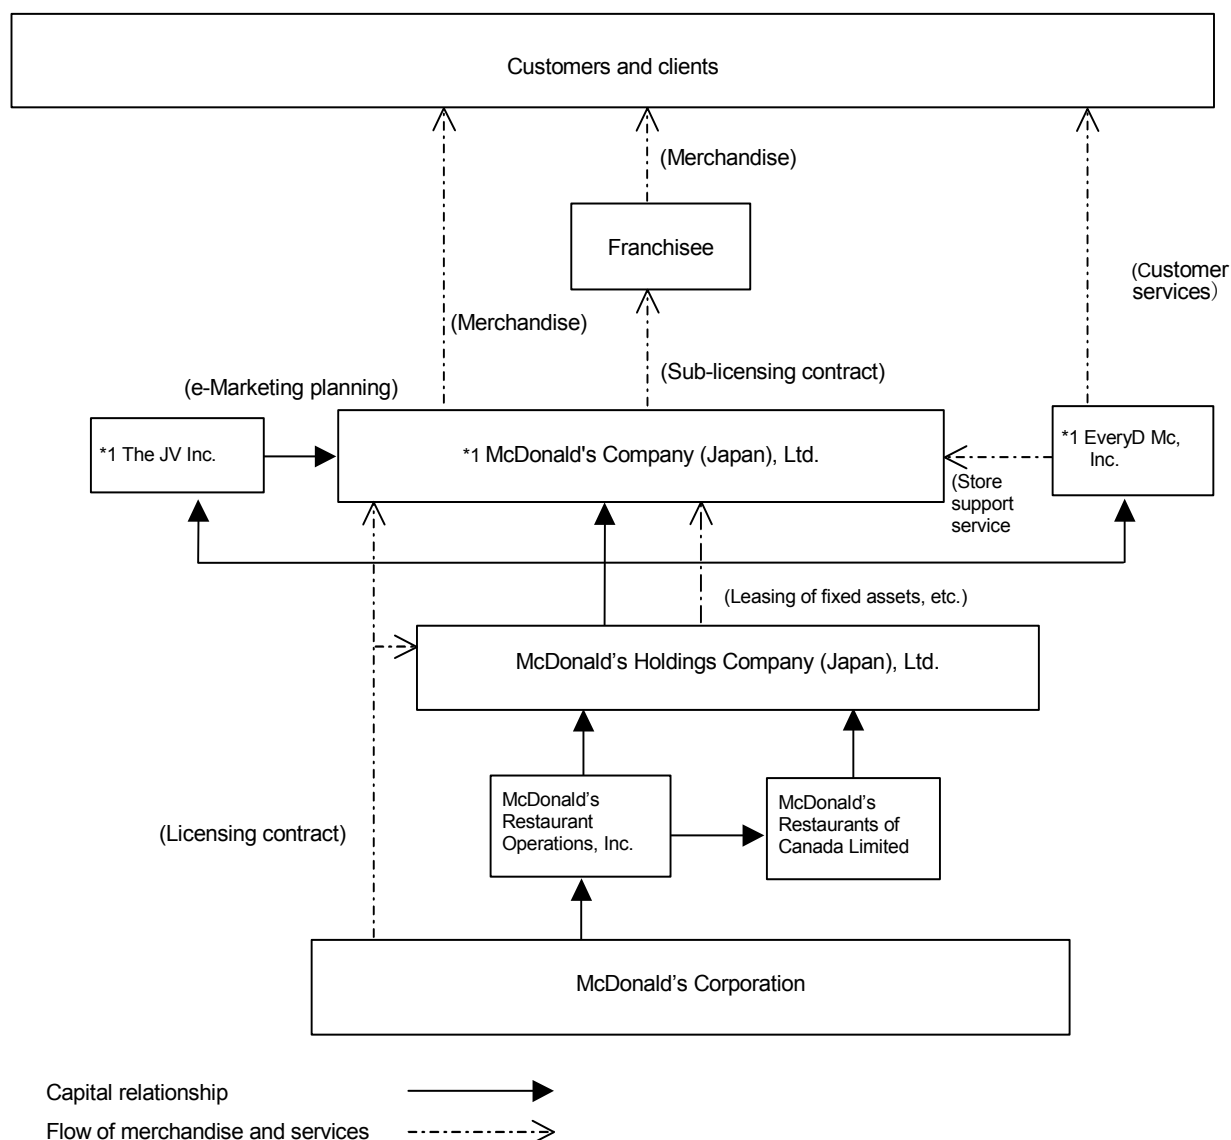 Customers and clients
(Merchandise)
Franchisee
(Customer
services）
(Merchandise)
(Sub-licensing contract)
(e-Marketing planning)
*1 The JV Inc.
*1 McDonald's Company (Japan), Ltd.
*1 EveryD Mc,
Inc.
(Store
support
service
(Leasing of fixed assets, etc.)
McDonald’s Holdings Company (Japan), Ltd.
McDonald’s
Restaurant
Operations, Inc.
McDonald’s
Restaurants of
Canada Limited
(Licensing contract)
McDonald’s Corporation
Capital relationship
Flow of merchandise and services